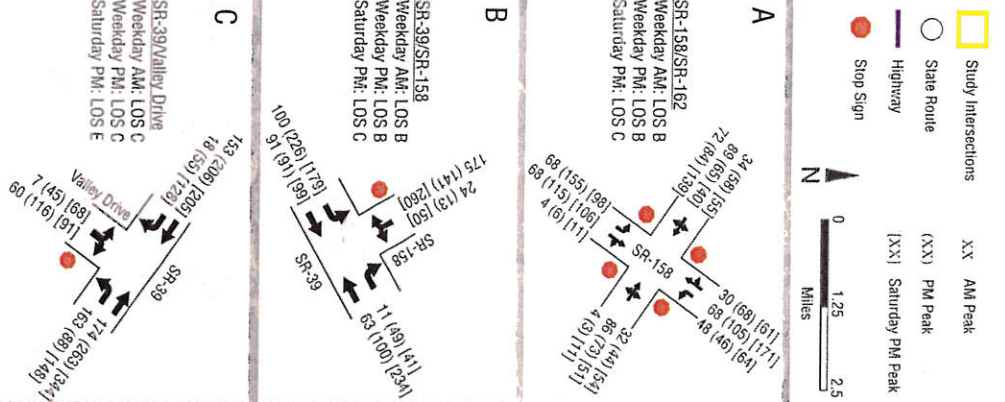 Study Intersections
State Route
Highway
Stop Sign
XX AM Peak
(XX) PM Peak
[XX] Saturday PM Peak
N
0 1.25 2.5
Miles
A
SR-158/SR-162
Weekday AM: LOS B
Weekday PM: LOS B
Saturday PM: LOS C
34 (58) [55]
89 (65) [40]
72 (84) [139]
30 (68) [61]
68 (105) [171]
48 (46) [64]
SR-158
68 (155) [98]
68 (115) [106]
4 (6) [11]
32 (44) [54]
86 (73) [51]
4 (3) [11]
B
SR-39/SR-158
Weekday AM: LOS B
Weekday PM: LOS B
Saturday PM: LOS C
175 (141) [260]
24 (13) [50]
SR-158
100 (226) [179]
91 (91) [99]
SR-39
11 (49) [41]
63 (100) [234]
C
SR-39/Valley Drive
Weekday AM: LOS C
Weekday PM: LOS C
Saturday PM: LOS E
153 (206) [205]
18 (55) [128]
SR-39
Valley Drive
7 (45) [68]
60 (116) [91]
174 (263) [344]
163 (88) [148]